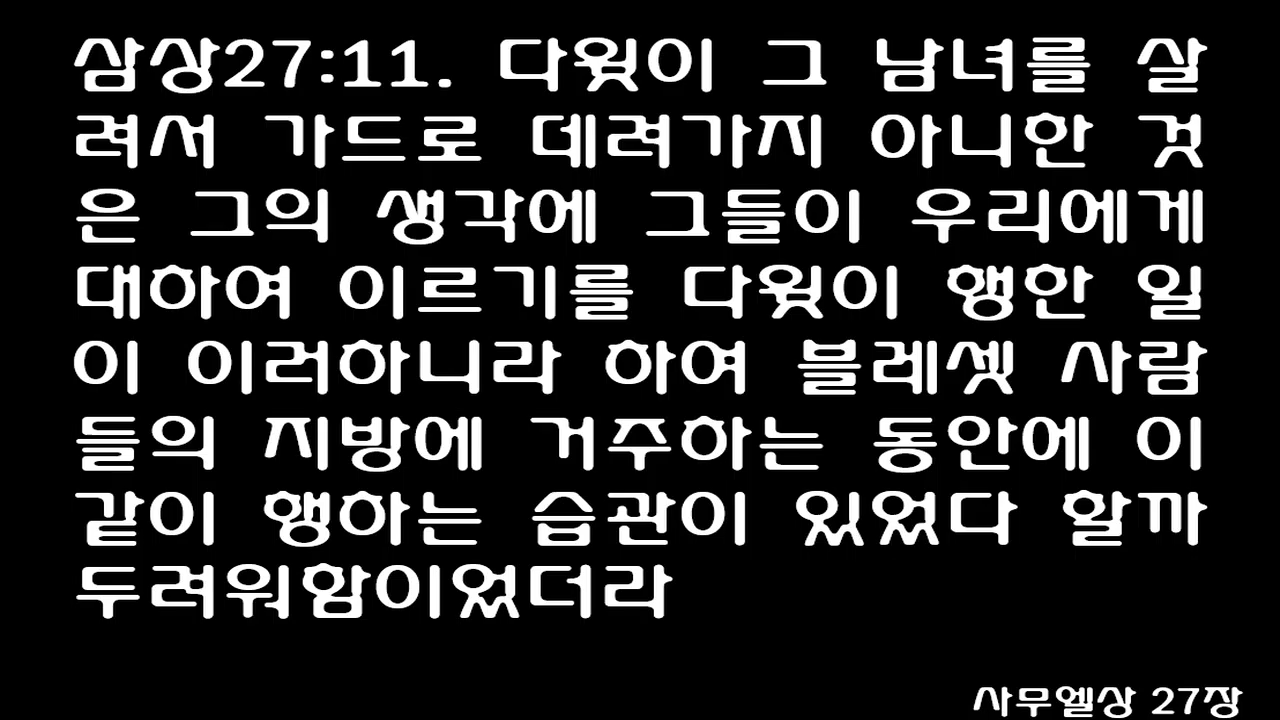 삼상27:11. 다윗이 그 남녀를 살
려서 가드로 데려가지 아니한 것
은 그의 생각에 그들이 우리에게
대하여 이르기를 다윗이 행한 일
이 이러하니라 하여 블레셋 사람
들의 지방에 거주하는 동안에 이
같이 행하는 습관이 있었다 할까
두려워함이었더라
사무엘상 27장